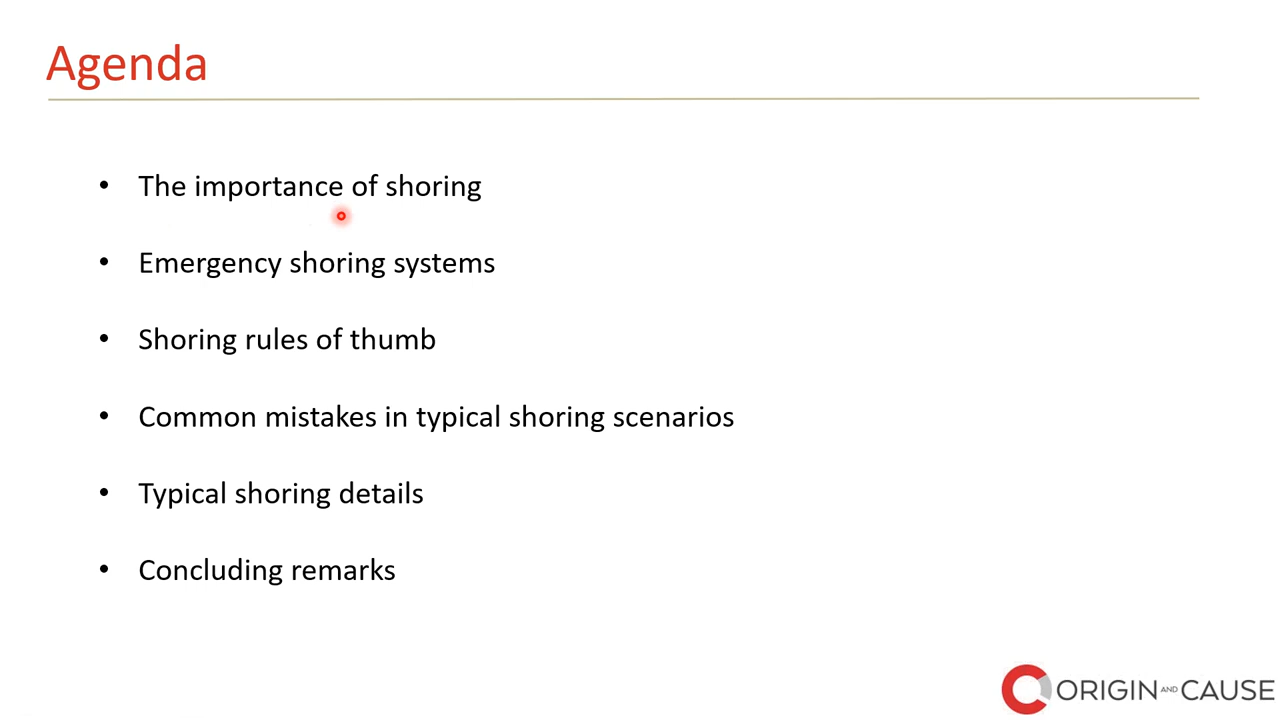 Agenda
• The importance of shoring
• Emergency shoring systems
• Shoring rules of thumb
• Common mistakes in typical shoring scenarios
• Typical shoring details
• Concluding remarks
ORIGIN AND CAUSE